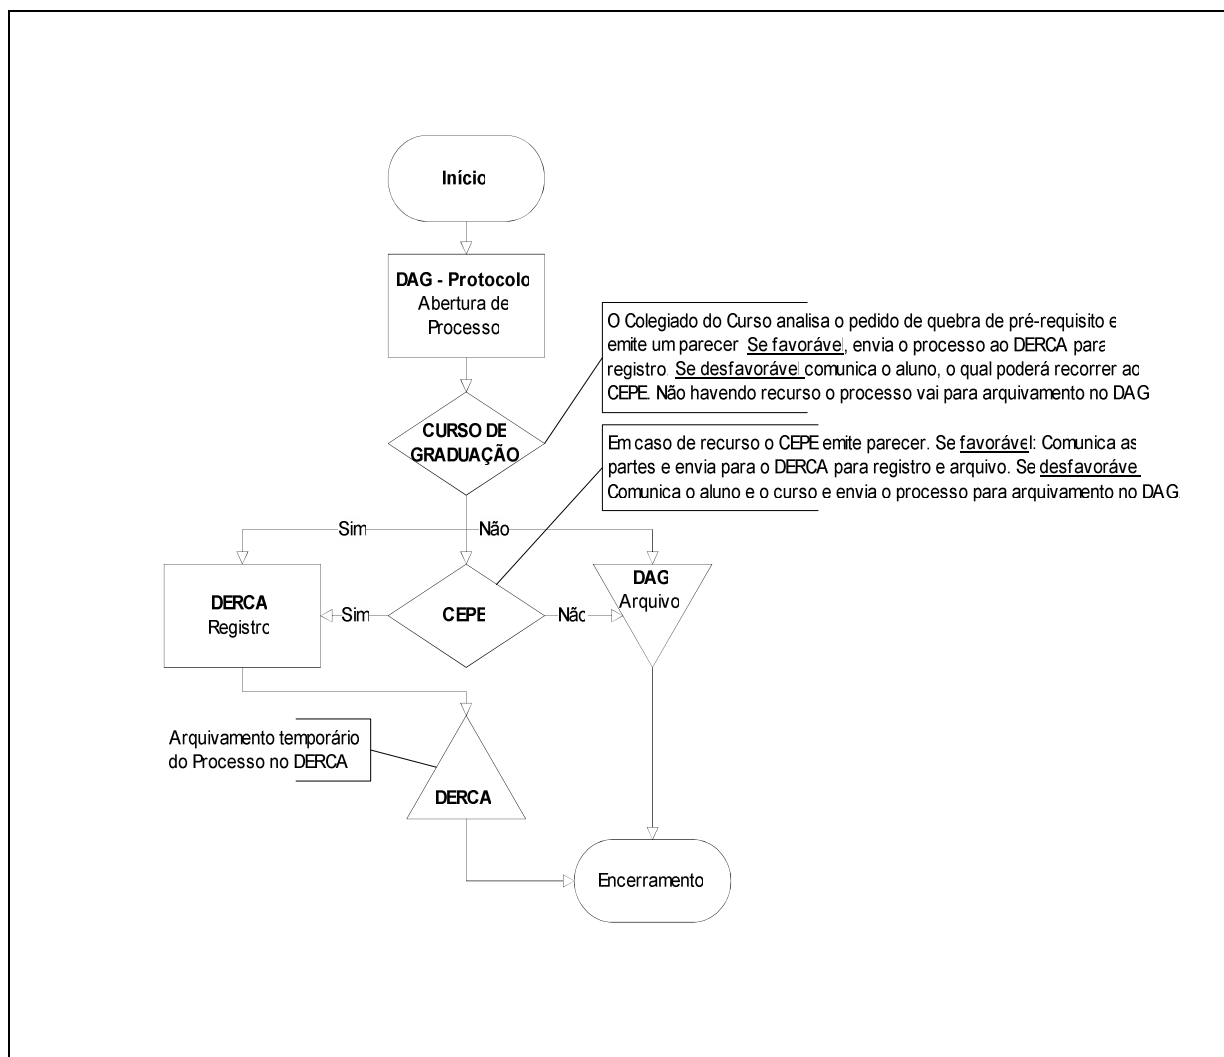 Início
DAG - Protocolo
Abertura de
Processo
O Colegiado do Curso analisa o pedido de quebra de pré-requisito e
emite um parecer. Se favorável, envia o processo ao DERCA para
registro. Se desfavorável comunica o aluno, o qual poderá recorrer ao
CEPE. Não havendo recurso o processo vai para arquivamento no DAG
CURSO DE
GRADUAÇÃO
Em caso de recurso o CEPE emite parecer. Se favorável: Comunica as
partes e envia para o DERCA para registro e arquivo. Se desfavorável
Comunica o aluno e o curso e envia o processo para arquivamento no DAG.
Sim
Não
DERCA
Registro
Sim
CEPE
Não
DAG
Arquivo
Arquivamento temporário
do Processo no DERCA
DERCA
Encerramento